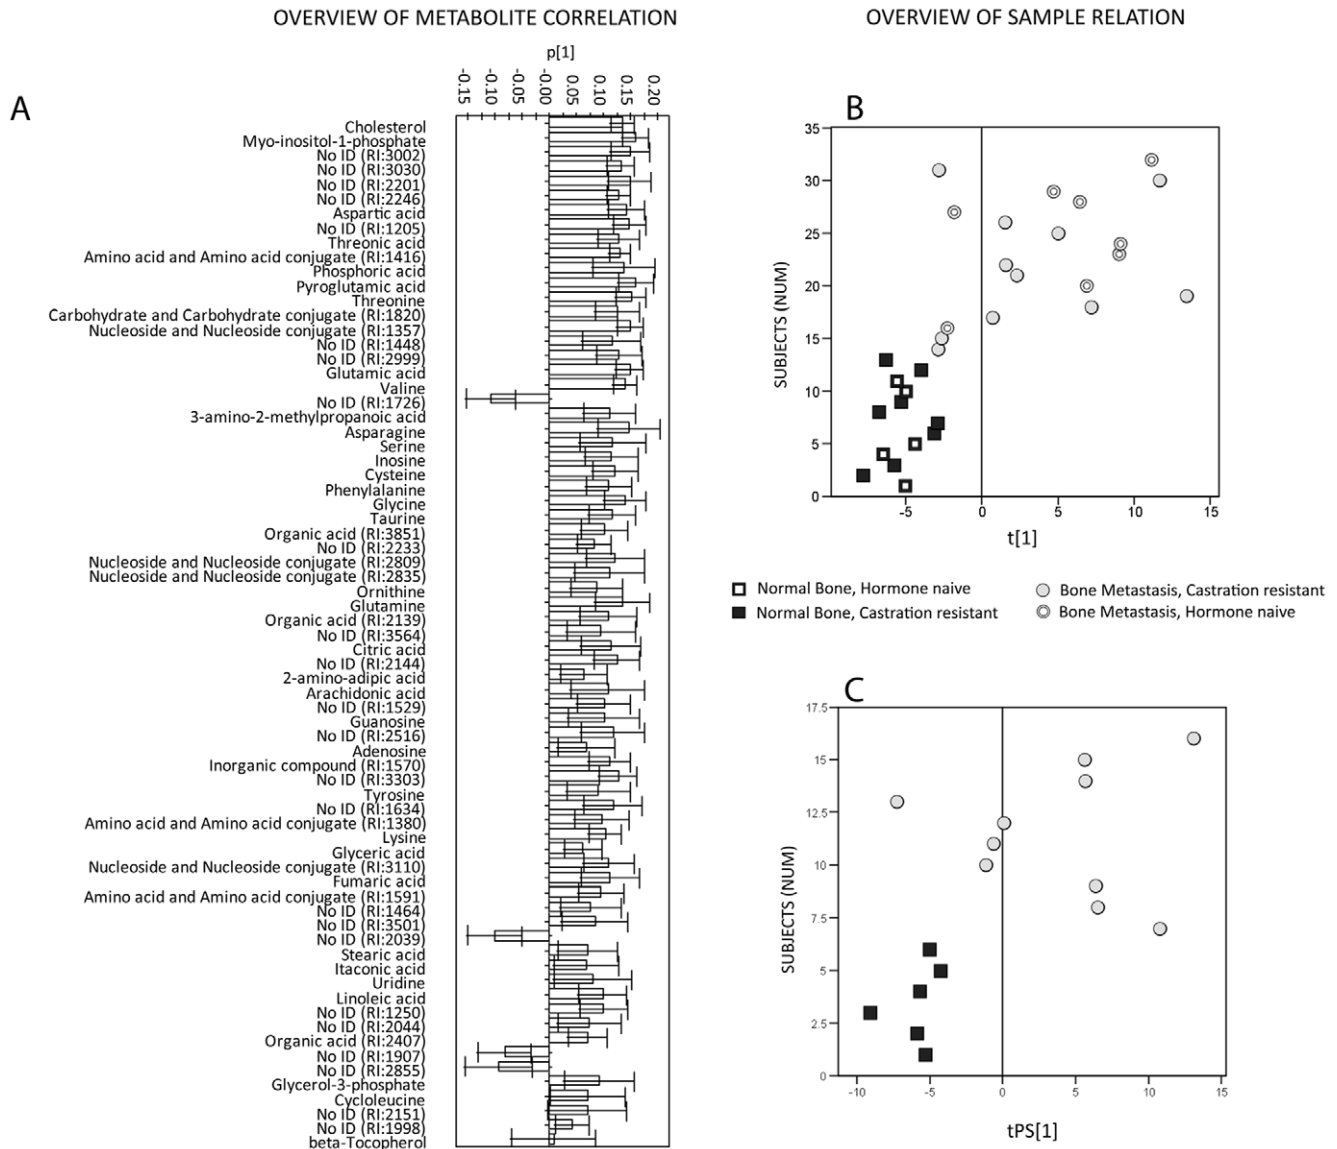 OVERVIEW OF METABOLITE CORRELATION
OVERVIEW OF SAMPLE RELATION
A
p[1]
-0.15
-0.10
-0.05
-0.00
0.05
0.10
0.15
0.20
Cholesterol
Myo-inositol-1-phosphate
No ID (RI:3002)
No ID (RI:3030)
No ID (RI:2201)
No ID (RI:2246)
Aspartic acid
No ID (RI:1205)
Threonic acid
Amino acid and Amino acid conjugate (RI:1416)
Phosphoric acid
Pyroglutamic acid
Threonine
Carbohydrate and Carbohydrate conjugate (RI:1820)
Nucleoside and Nucleoside conjugate (RI:1357)
No ID (RI:1448)
No ID (RI:2999)
Glutamic acid
Valine
No ID (RI:1726)
3-amino-2-methylpropanoic acid
Asparagine
Serine
Inosine
Cysteine
Phenylalanine
Glycine
Taurine
Organic acid (RI:3851)
No ID (RI:2233)
Nucleoside and Nucleoside conjugate (RI:2809)
Nucleoside and Nucleoside conjugate (RI:2835)
Ornithine
Glutamine
Organic acid (RI:2139)
No ID (RI:3564)
Citric acid
No ID (RI:2144)
2-amino-adipic acid
Arachidonic acid
No ID (RI:1529)
Guanosine
No ID (RI:2516)
Adenosine
Inorganic compound (RI:1570)
No ID (RI:3303)
Tyrosine
No ID (RI:1634)
Amino acid and Amino acid conjugate (RI:1380)
Lysine
Glyceric acid
Nucleoside and Nucleoside conjugate (RI:3110)
Fumaric acid
Amino acid and Amino acid conjugate (RI:1591)
No ID (RI:1464)
No ID (RI:3501)
No ID (RI:2039)
Stearic acid
Itaconic acid
Uridine
Linoleic acid
No ID (RI:1250)
No ID (RI:2044)
Organic acid (RI:2407)
No ID (RI:1907)
No ID (RI:2855)
Glycerol-3-phosphate
Cycloleucine
No ID (RI:2151)
No ID (RI:1998)
beta-Tocopherol
B
SUBJECTS (NUM)
35
30
25
20
15
10
5
0
-5
0
5
10
15
t[1]
Normal Bone, Hormone naive
Normal Bone, Castration resistant
Bone Metastasis, Castration resistant
Bone Metastasis, Hormone naive
C
SUBJECTS (NUM)
17.5
15
12.5
10
7.5
5
2.5
0
-10
-5
0
5
10
15
tPS[1]